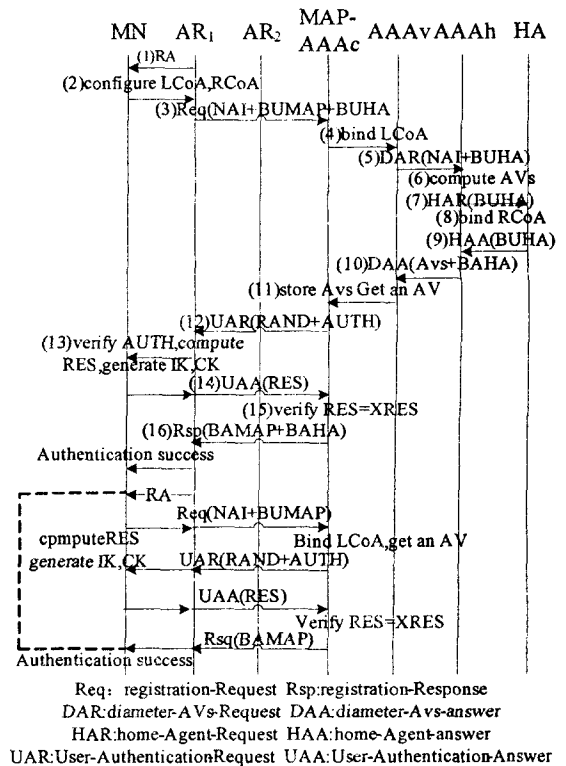 MN AR1 AR2 MAP-AAAc AAAv AAAh HA
(1)RA
(2)configure LCoA,RCoA
(3)Req(NAI+BUMAP+BUHA
(4)bind LCoA
(5)DAR(NAI+BUHA)
(6)compute AVs
(7)HAR(BUHA)
(8)bind RCoA
(9)HAA(BUHA)
(10)DAA(Avs+BAHA)
(11)store Avs Get an AV
(12)UAR(RAND+AUTH)
(13)verify AUTH,compute
RES,generate IK,CK
(14)UAA(RES)
(15)verify RES=XRES
(16)Rsp(BAMAP+BAHA)
Authentication success
RA
Req(NAI+BUMAP)
cpmputeRES
Bind LCoA,get an AV
generate IK,CK
UAR(RAND+AUTH)
UAA(RES)
Verify RES=XRES
Rsq(BAMAP)
Authentication success
Req: registration-Request Rsp:registration-Response
DAR:diameter-AVs-Request DAA:diameter-Avs-answer
HAR:home-Agent-Request HAA:home-Agent-answer
UAR:User-Authentication-Request UAA:User-Authentication-Answer